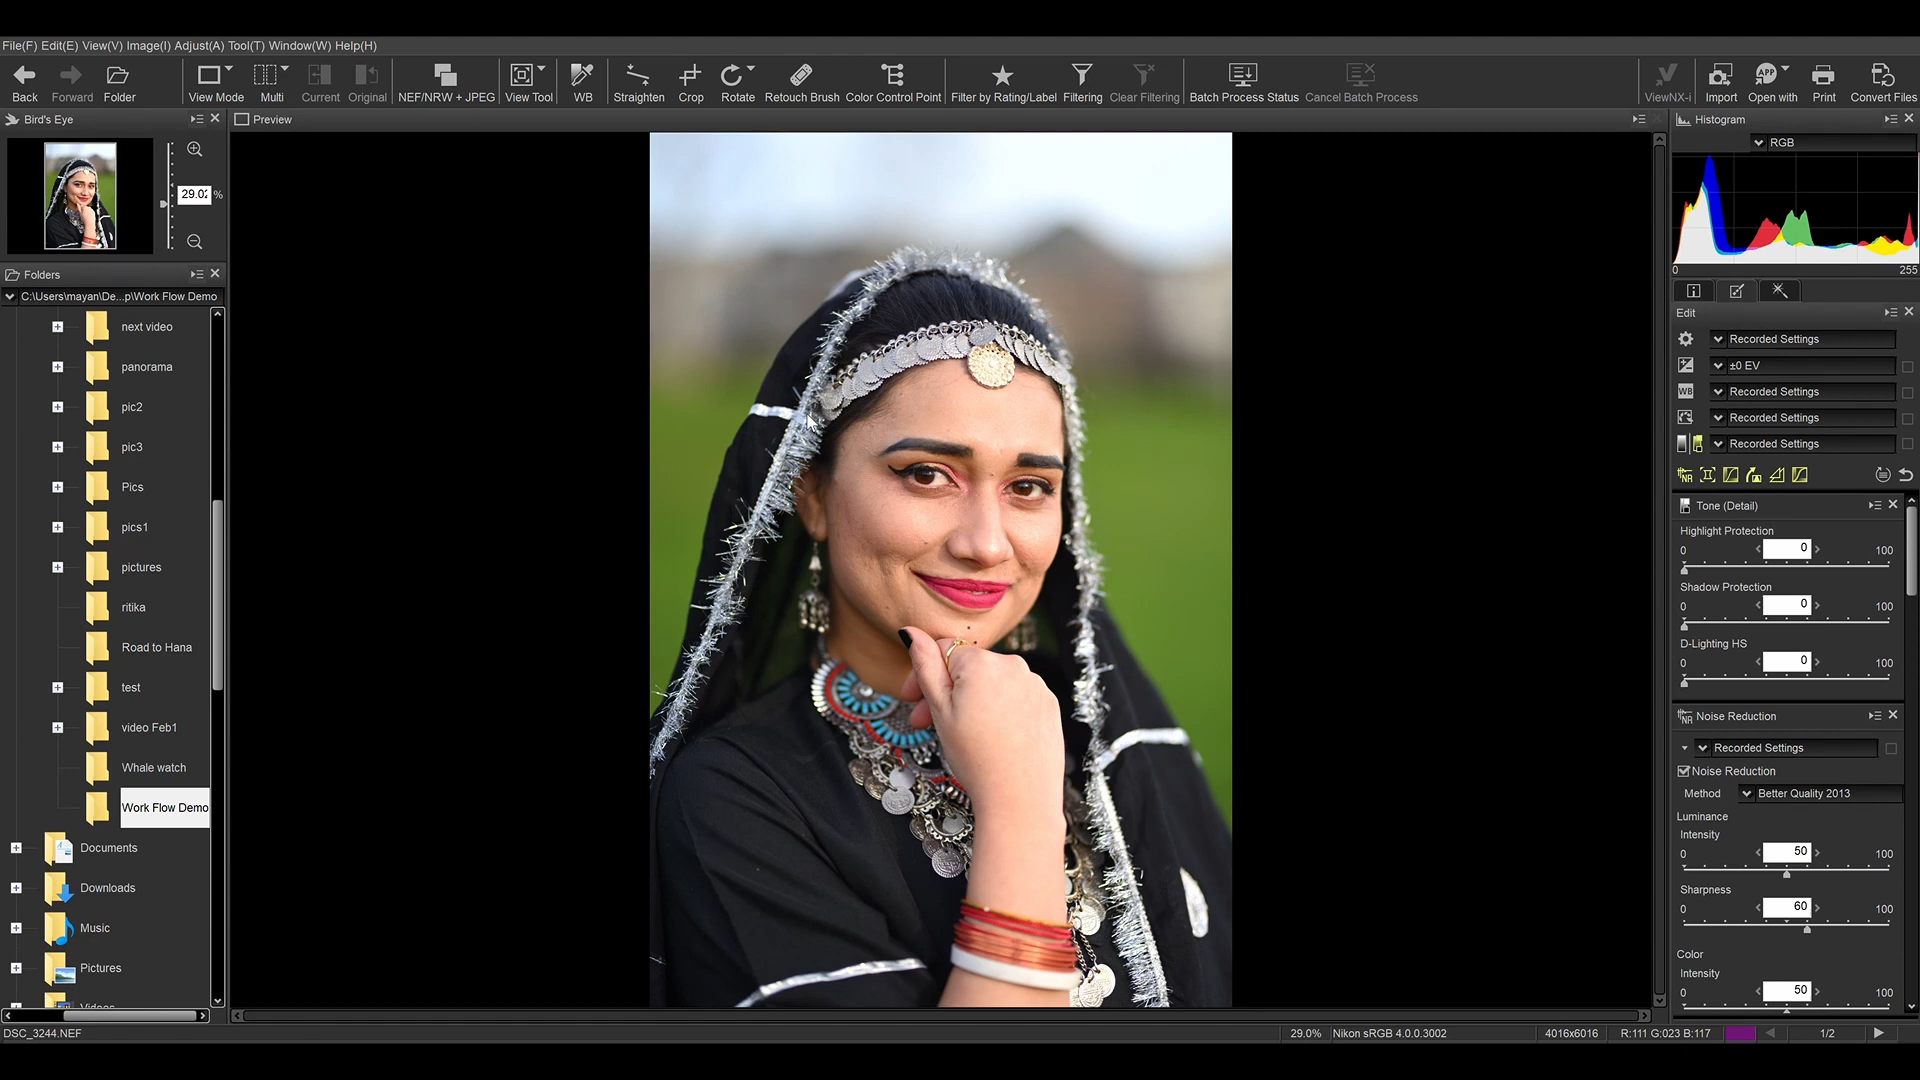 File(F) Edit(E) View(V) Image(I) Adjust(A) Tool(T) Window(W) Help(H)
Back Forward Folder View Mode Multi Current Original NEF/NRW + JPEG View Tool WB Straighten Crop Rotate Retouch Brush Color Control Point Filter by Rating/Label Filtering Clear Filtering Batch Process Status Cancel Batch Process ViewNX-i Import Open with Print Convert Files
Bird's Eye
%
Folders
C:\Users\mayan\De...p\Work Flow Demo
next video
panorama
pic2
pic3
Pics
pics1
pictures
ritika
Road to Hana
test
video Feb1
Whale watch
Work Flow Demo
Documents
Downloads
Music
Pictures
Preview
Histogram
RGB
0 255
Edit
Recorded Settings
±0 EV
WB Recorded Settings
Recorded Settings
Recorded Settings
Tone (Detail)
Highlight Protection
0 0 100
Shadow Protection
0 0 100
D-Lighting HS
0 0 100
Noise Reduction
Recorded Settings
Noise Reduction
Method Better Quality 2013
Luminance
Intensity
0 50 100
Sharpness
0 60 100
Color
Intensity
0 50 100
DSC_3244.NEF 29.0% Nikon sRGB 4.0.0.3002 4016x6016 R:111 G:023 B:117 1/2